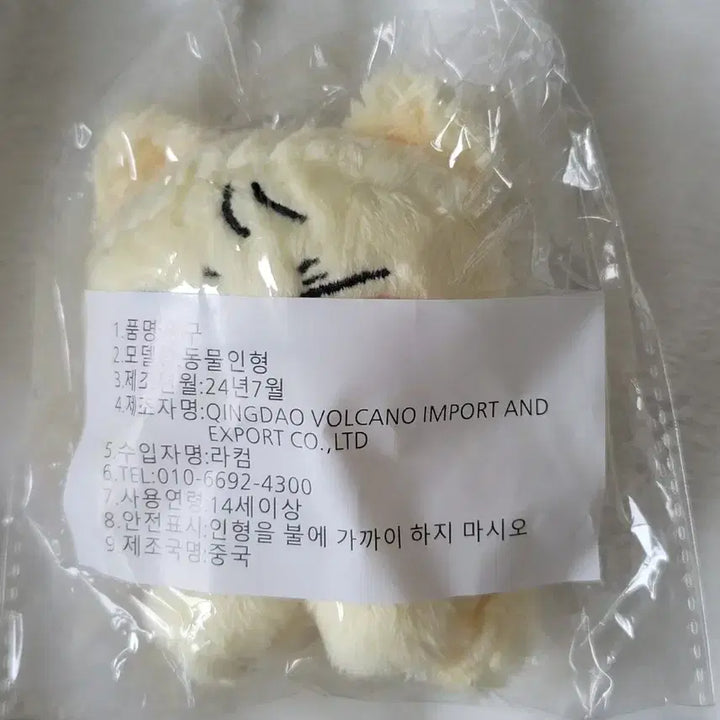 1.품명 구
2.모델 동물인형
3.제조 월:24년7월
4.제조자명:QINGDAO VOLCANO IMPORT AND
EXPORT CO.,LTD
5.수입자명:라컴
6.TEL:010-6692-4300
7.사용연령:14세이상
8.안전표시:인형을 불에 가까이 하지 마시오
9.제조국명:중국